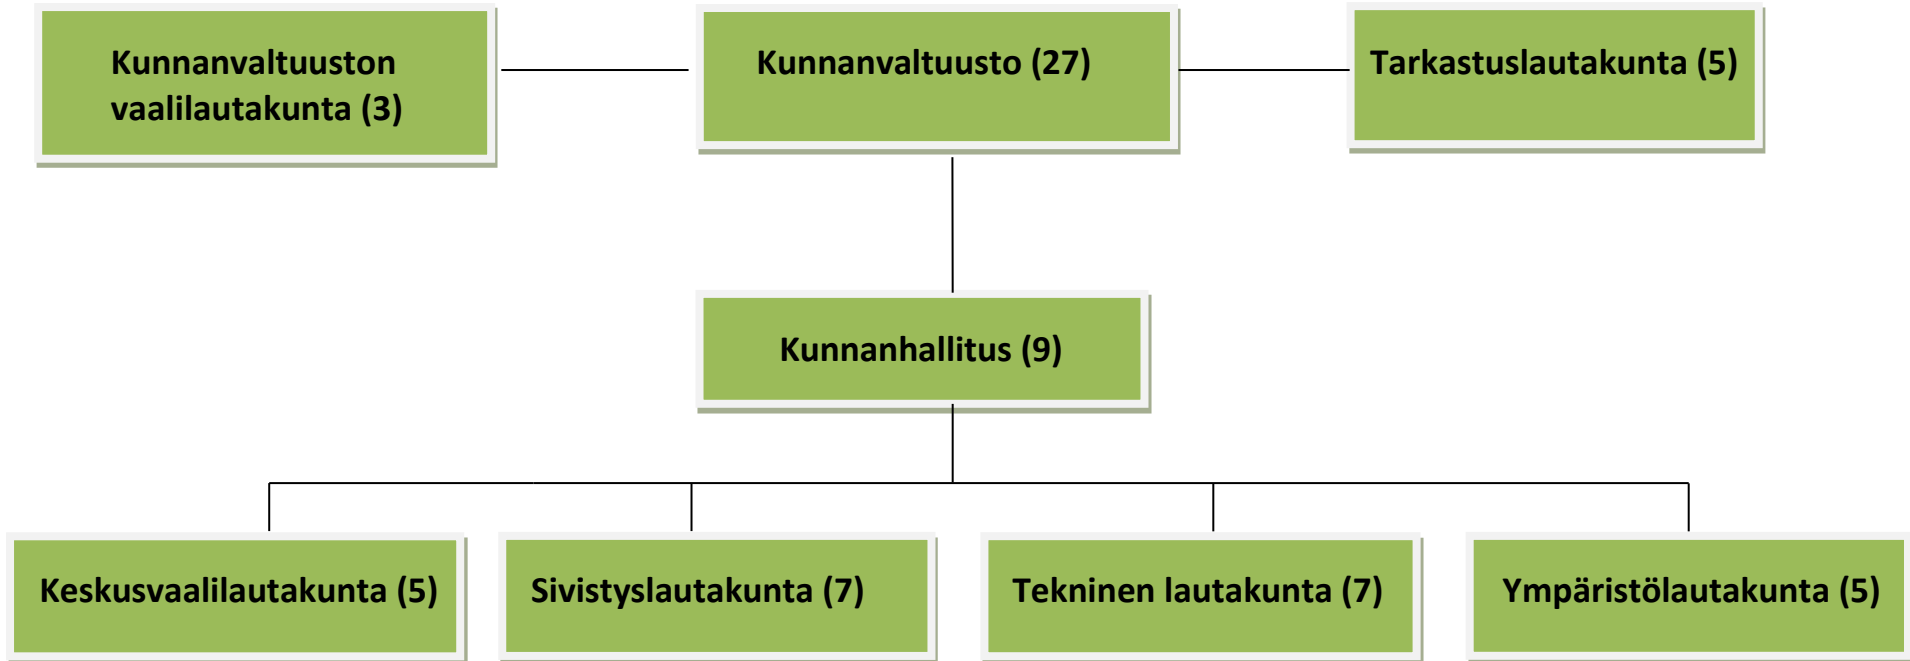 Kunnanvaltuuston
vaalilautakunta (3)
Kunnanvaltuusto (27)
Tarkastuslautakunta (5)
Kunnanhallitus (9)
Keskusvaalilautakunta (5)
Sivistyslautakunta (7)
Tekninen lautakunta (7)
Ympäristölautakunta (5)